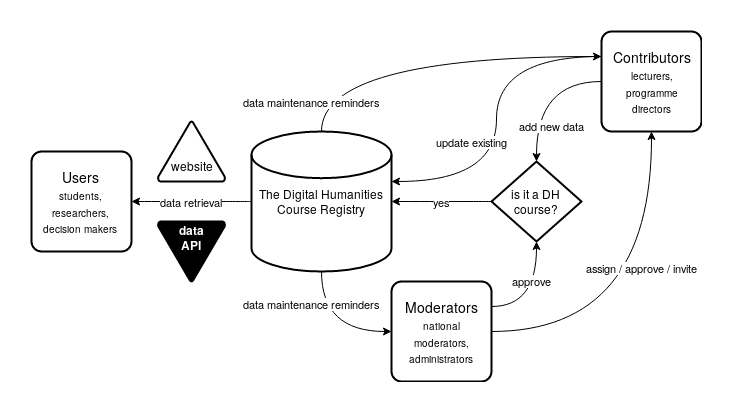 Contributors
lecturers,
programme
directors
data maintenance reminders
update existing
add new data
website
Users
students,
researchers,
decision makers
data retrieval
data
API
The Digital Humanities
Course Registry
yes
is it a DH
course?
assign / approve / invite
approve
data maintenance reminders
Moderators
national
moderators,
administrators